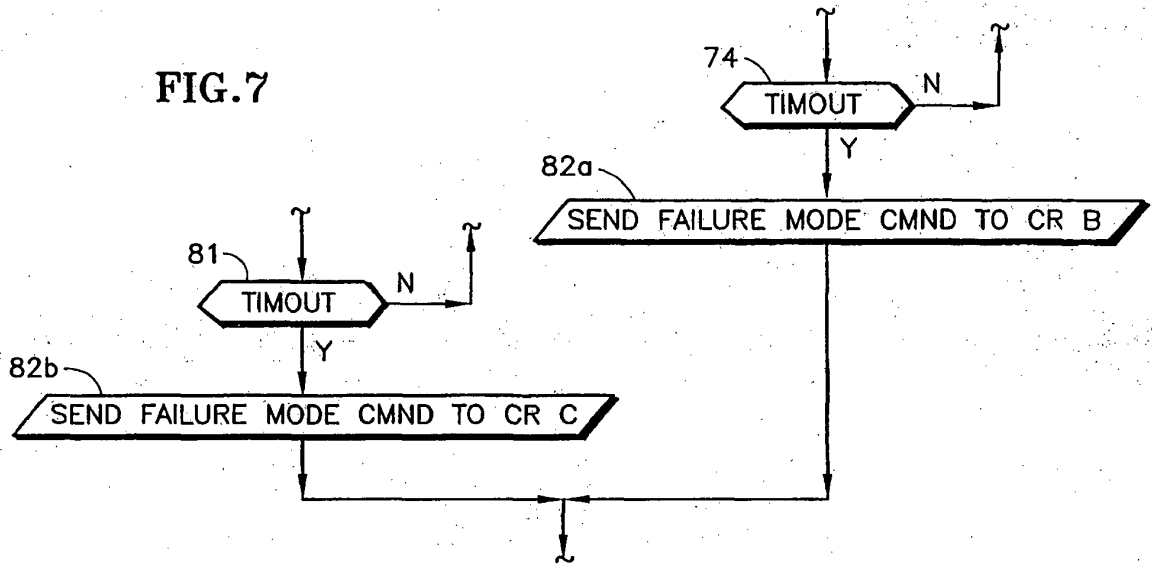 FIG.7
74
TIMOUT
N
Y
82a
SEND FAILURE MODE CMND TO CR B
81
TIMOUT
N
Y
82b
SEND FAILURE MODE CMND TO CR C